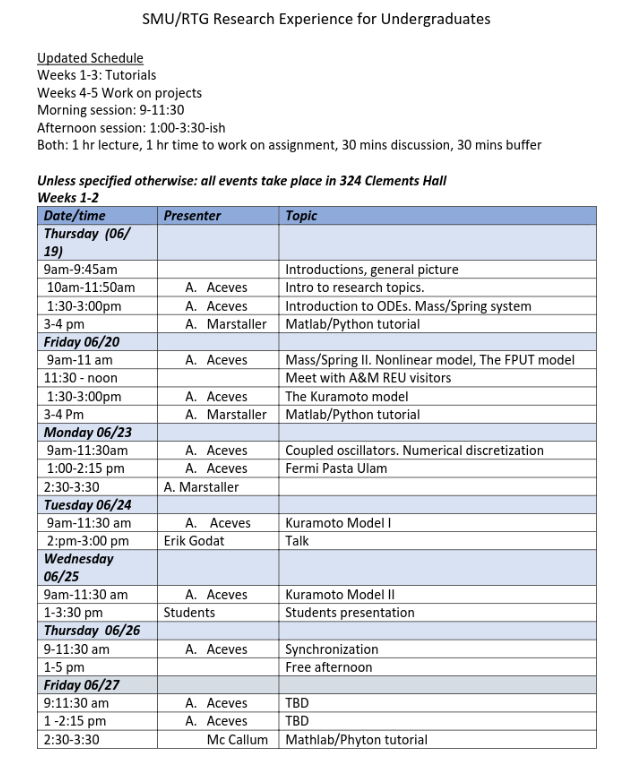 SMU/RTG Research Experience for Undergraduates
Updated Schedule
Weeks 1-3: Tutorials
Weeks 4-5 Work on projects
Morning session: 9-11:30
Afternoon session: 1:00-3:30-ish
Both: 1 hr lecture, 1 hr time to work on assignment, 30 mins discussion, 30 mins buffer
Unless specified otherwise: all events take place in 324 Clements Hall
Weeks 1-2
Date/time Presenter Topic
Thursday (06/
19)
9am-9:45am Introductions, general picture
10am-11:50am A. Aceves Intro to research topics.
1:30-3:00pm A. Aceves Introduction to ODEs. Mass/Spring system
3-4 pm A. Marstaller Matlab/Python tutorial
Friday 06/20
9am-11 am A. Aceves Mass/Spring II. Nonlinear model, The FPUT model
11:30 - noon Meet with A&M REU visitors
1:30-3:00pm A. Aceves The Kuramoto model
3-4 Pm A. Marstaller Matlab/Python tutorial
Monday 06/23
9am-11:30am A. Aceves Coupled oscillators. Numerical discretization
1:00-2:15 pm A. Aceves Fermi Pasta Ulam
2:30-3:30 A. Marstaller
Tuesday 06/24
9am-11:30 am A. Aceves Kuramoto Model I
2:pm-3:00 pm Erik Godat Talk
Wednesday
06/25
9am-11:30 am A. Aceves Kuramoto Model II
1-3:30 pm Students Students presentation
Thursday 06/26
9-11:30 am A. Aceves Synchronization
1-5 pm Free afternoon
Friday 06/27
9:11:30 am A. Aceves TBD
1 -2:15 pm A. Aceves TBD
2:30-3:30 Mc Callum Mathlab/Phyton tutorial